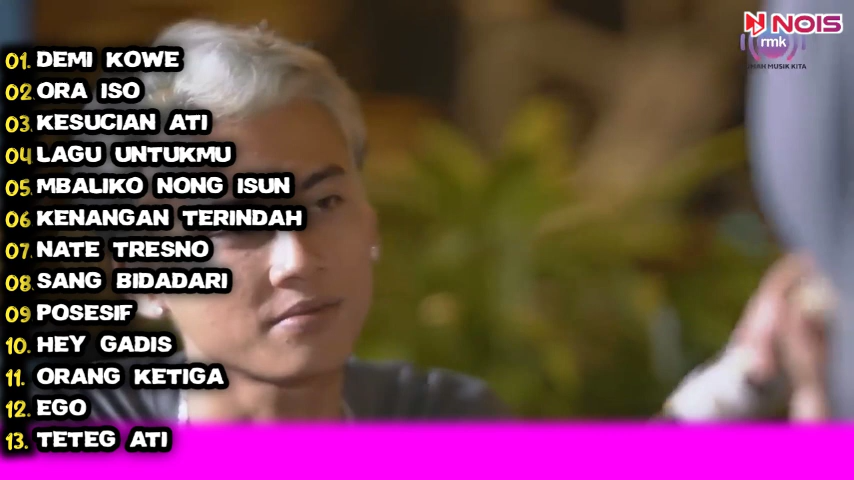 NOIS
rmk
MUSIK KITA
01. DEMI KOWE
02. ORA ISO
03. KESUCIAN ATI
04 LAGU UNTUKMU
05. MBALIKO NONG ISUN
06 KENANGAN TERINDAH
07. NATE TRESNO
08. SANG BIDADARI
09 POSESIF
10. HEY GADIS
11. ORANG KETIGA
12. EGO
13. TETEG ATI